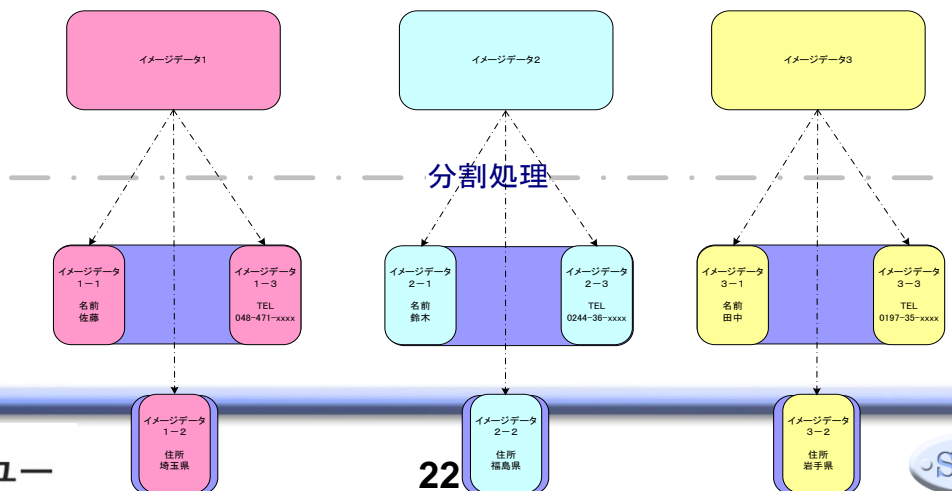 イメージデータ1
イメージデータ2
イメージデータ3
分割処理
イメージデータ
1－1
名前
佐藤
イメージデータ
1－3
TEL
048-471-xxxx
イメージデータ
2－1
名前
鈴木
イメージデータ
2－3
TEL
0244-36-xxxx
イメージデータ
3－1
名前
田中
イメージデータ
3－3
TEL
0197-35-xxxx
イメージデータ
1－2
住所
埼玉県
イメージデータ
2－2
住所
福島県
イメージデータ
3－2
住所
岩手県
ュー
22
S